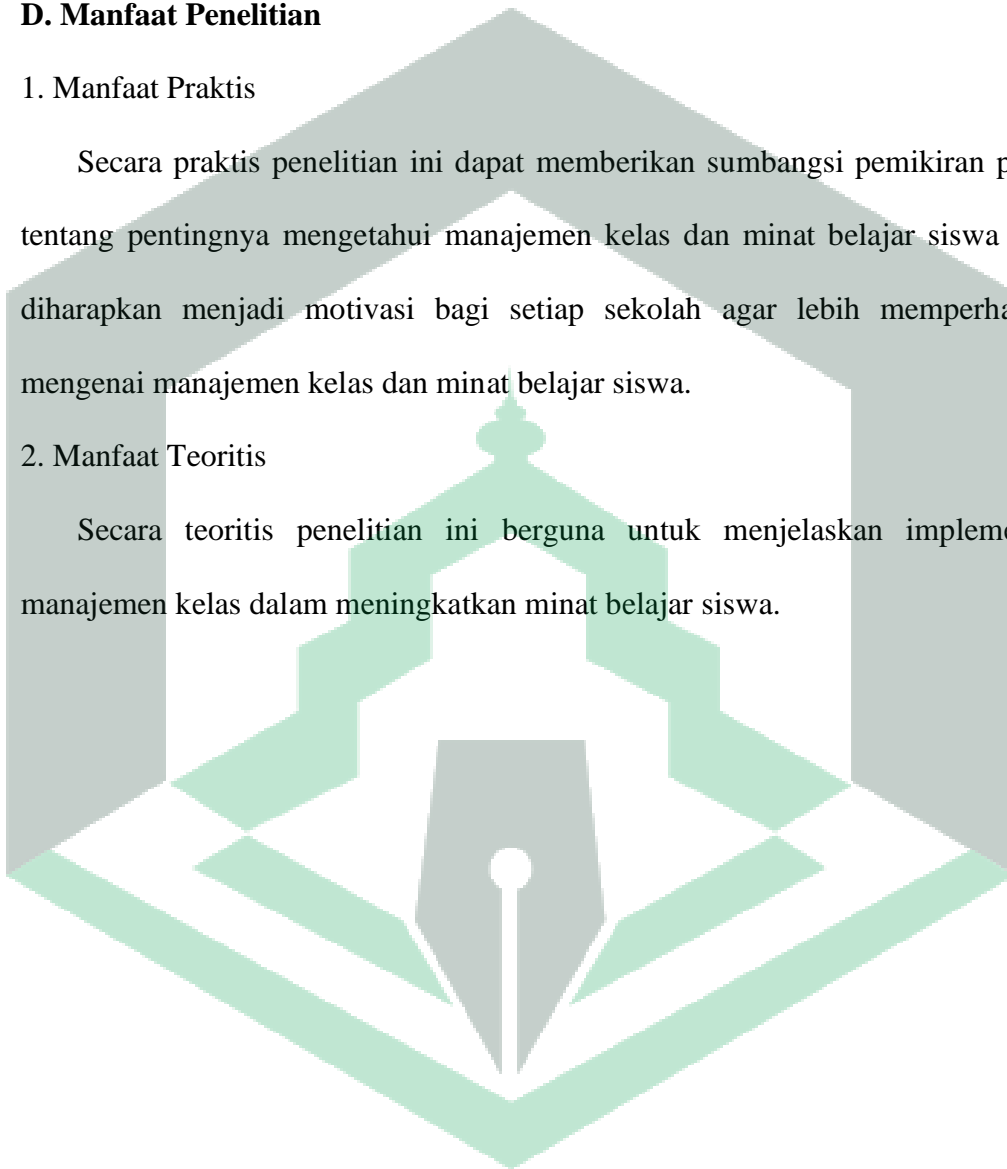 D. Manfaat Penelitian
1. Manfaat Praktis
Secara praktis penelitian ini dapat memberikan sumbangsi pemikiran
tentang pentingnya mengetahui manajemen kelas dan minat belajar siswa
diharapkan menjadi motivasi bagi setiap sekolah agar lebih
mengenai manajemen kelas dan minat belajar siswa.
2. Manfaat Teoritis
Secara teoritis penelitian ini berguna untuk menjelaskan
manajemen kelas dalam meningkatkan minat belajar siswa.